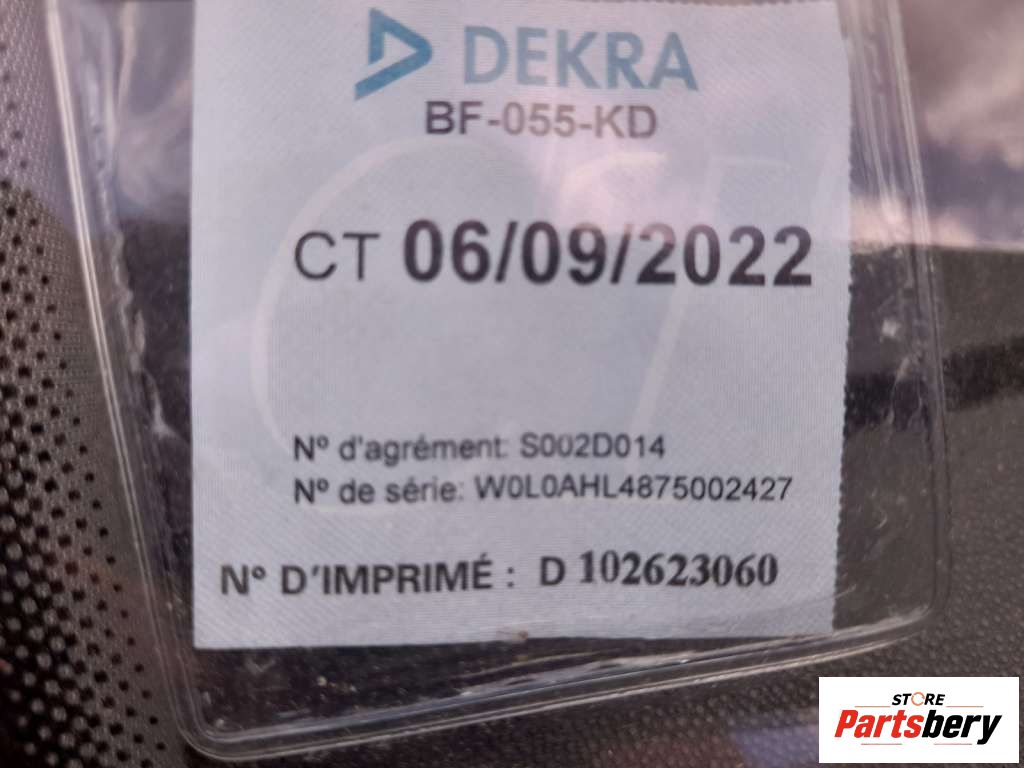 DEKRA
BF-055-KD
CT 06/09/2022
N° d'agrément: S002D014
N° de série: W0L0AHL4875002427
N° D'IMPRIMÉ : D 102623060
STORE
Partsbery